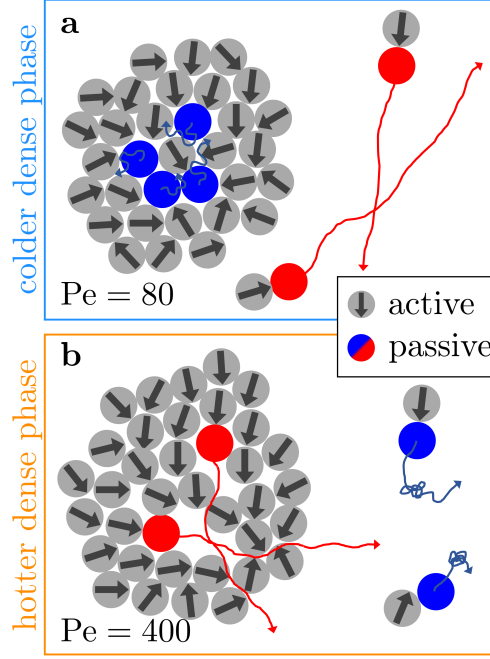 a
colder dense phase
Pe = 80
active
passive
b
hotter dense phase
Pe = 400